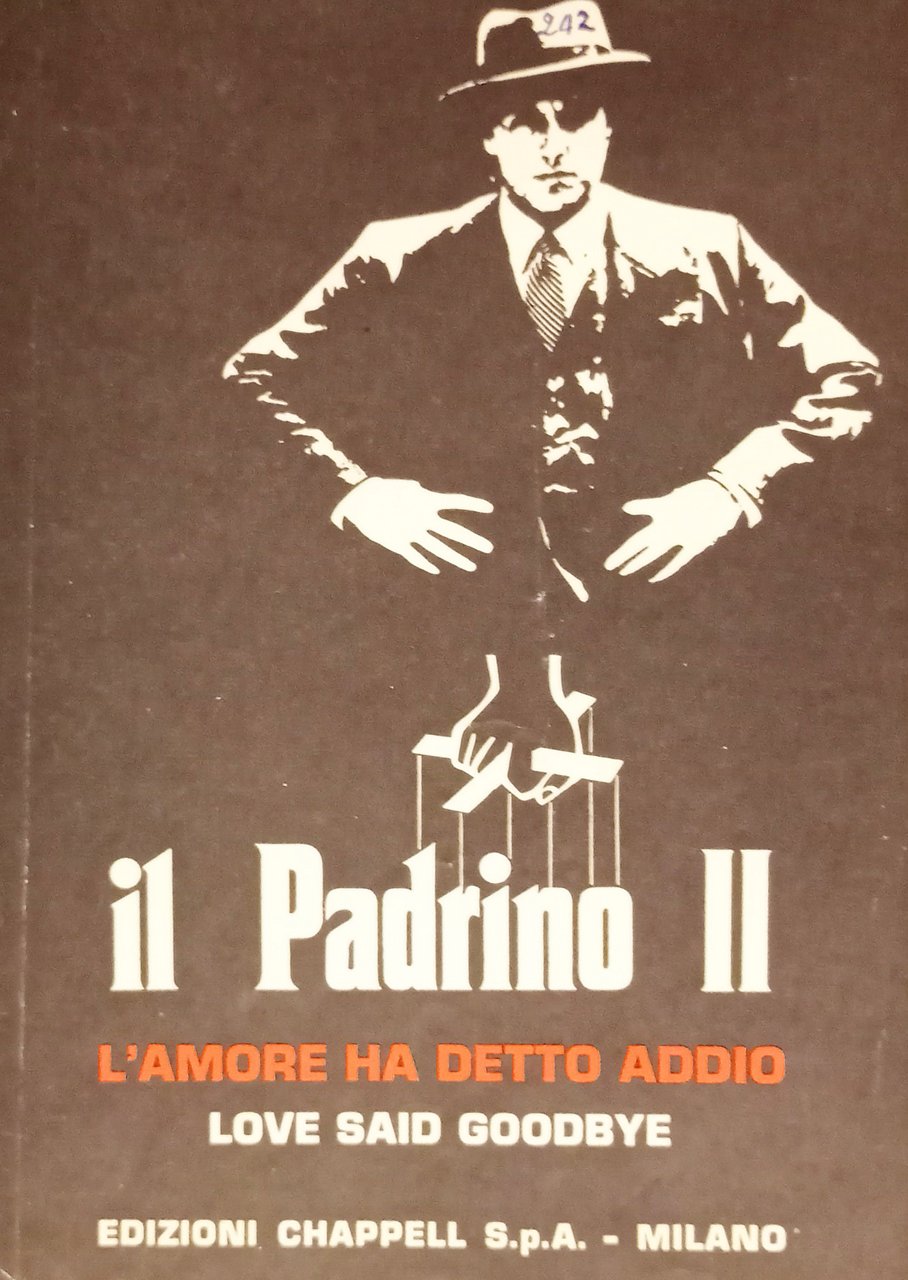 242
il Padrino II
L'AMORE HA DETTO ADDIO
LOVE SAID GOODBYE
EDIZIONI CHAPPELL S.p.A. - MILANO